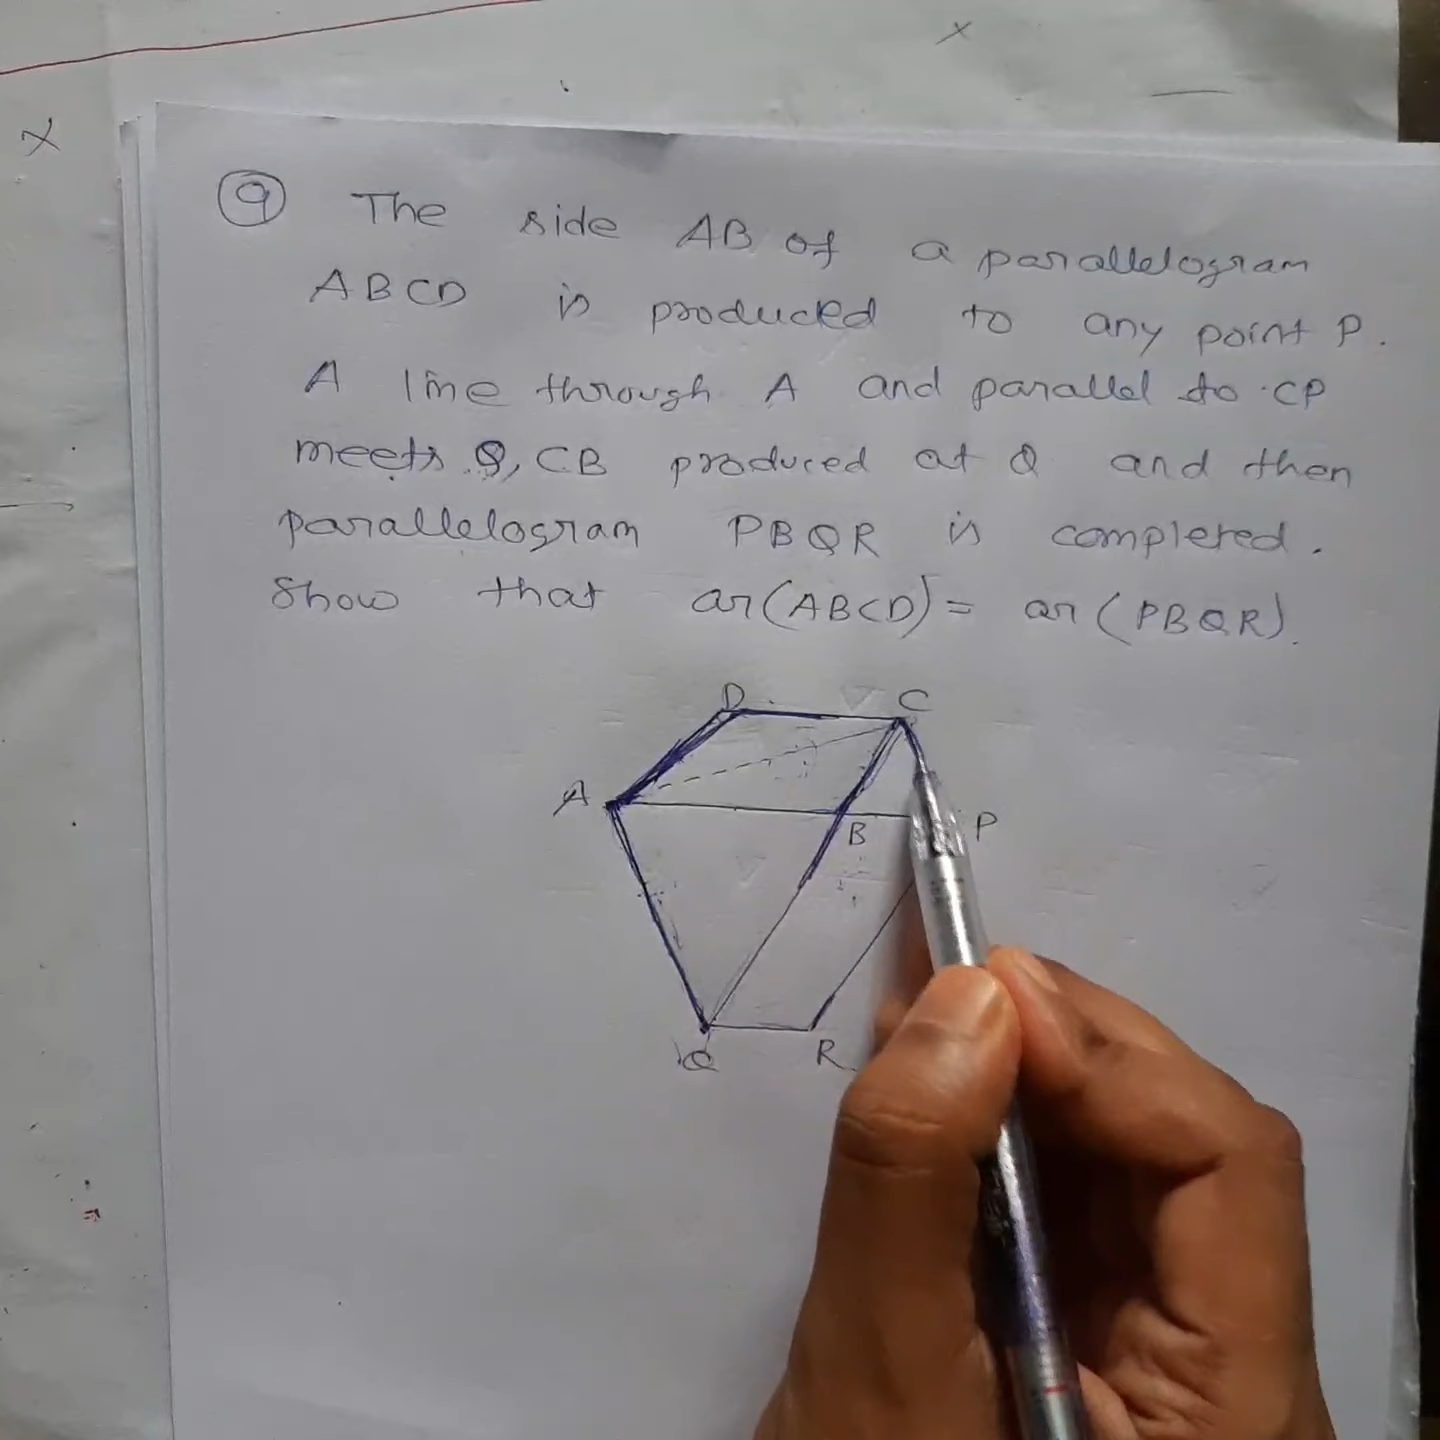 9 The side AB of a parallelogram
ABCD is produced to any point P.
A line through A and parallel to CP
meets Q, CB produced at Q and then
parallelogram PBQR is completed.
Show that ar(ABCD) = ar(PBQR).
D C
A B P
Q R